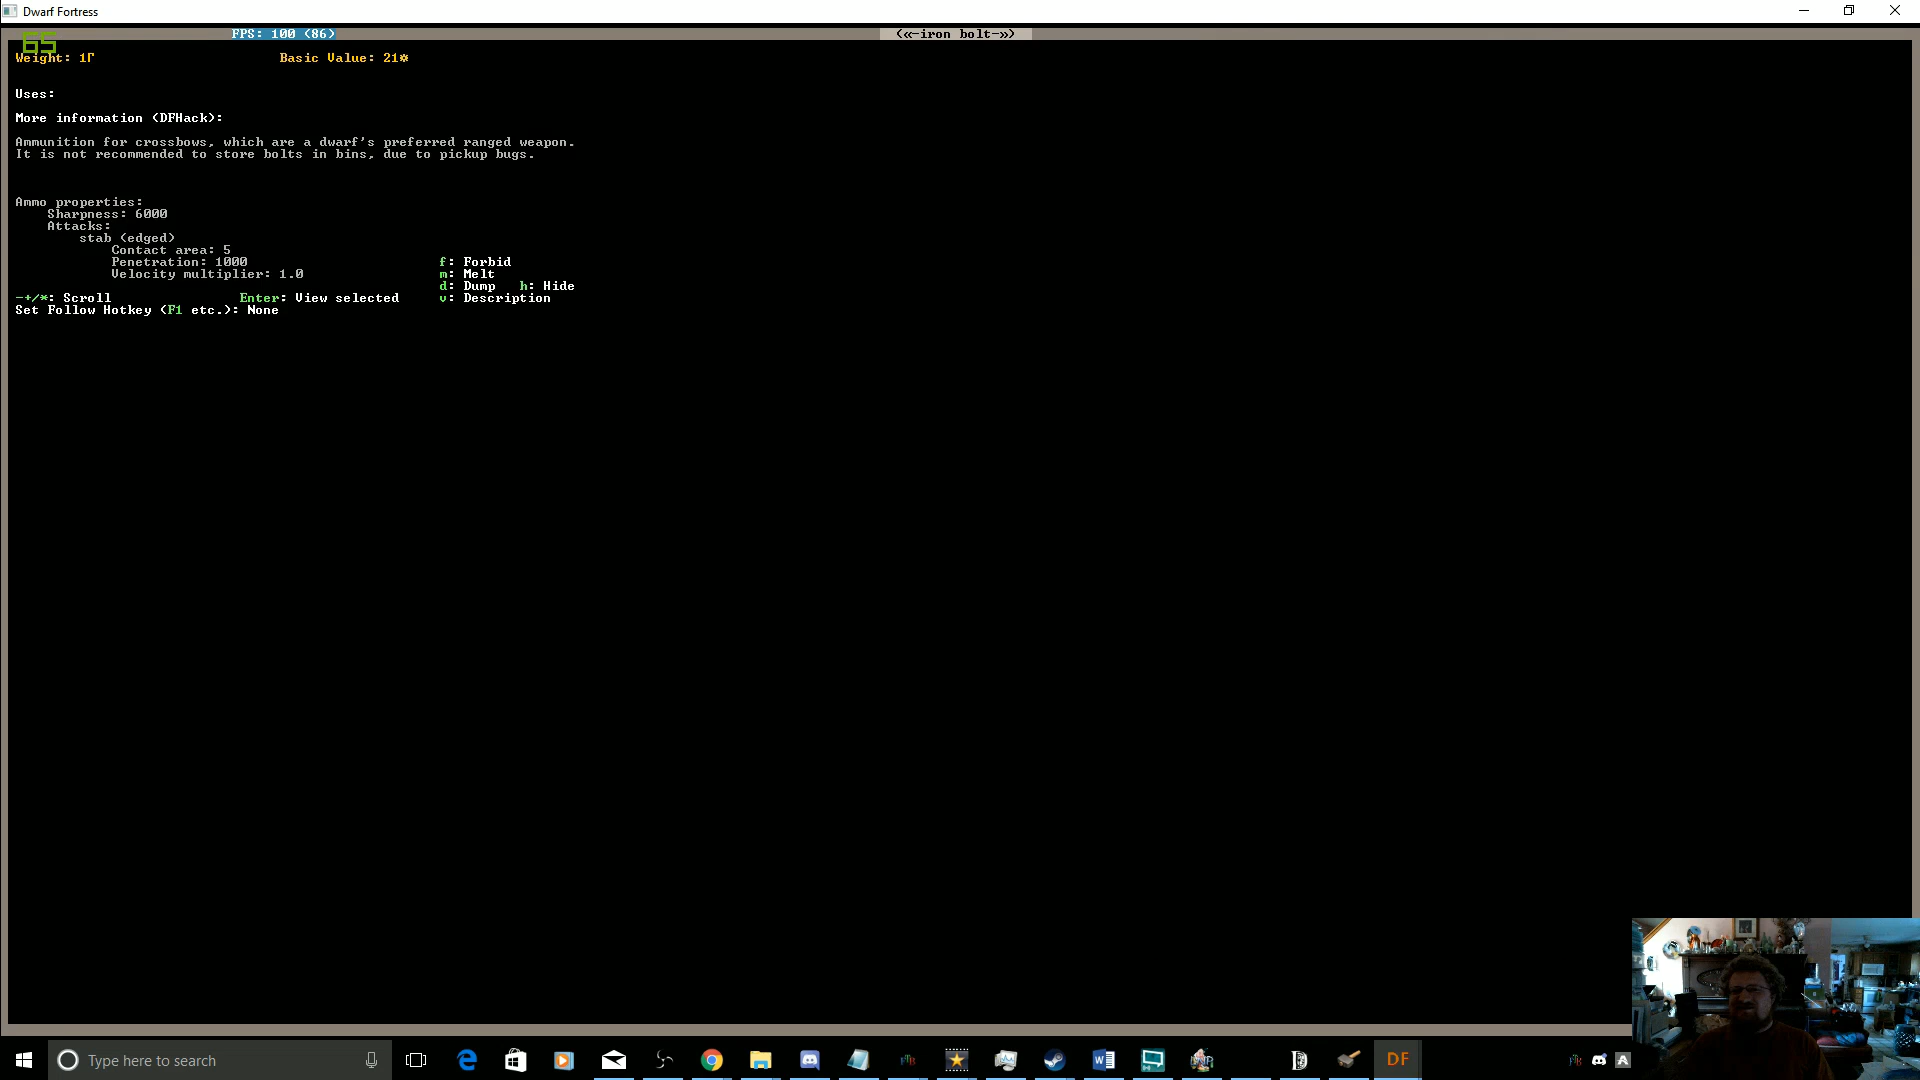 Dwarf Fortress
65
FPS: 100 (86)
(«-iron bolt-»)
Weight: 1Γ
Basic Value: 21☼
Uses:
More information (DFHack):
Ammunition for crossbows, which are a dwarf's preferred ranged weapon.
It is not recommended to store bolts in bins, due to pickup bugs.
Ammo properties:
Sharpness: 6000
Attacks:
stab (edged)
Contact area: 5
Penetration: 1000
f: Forbid
Velocity multiplier: 1.0
m: Melt
d: Dump h: Hide
-+/*: Scroll
Enter: View selected
v: Description
Set Follow Hotkey (F1 etc.): None
Type here to search
DF